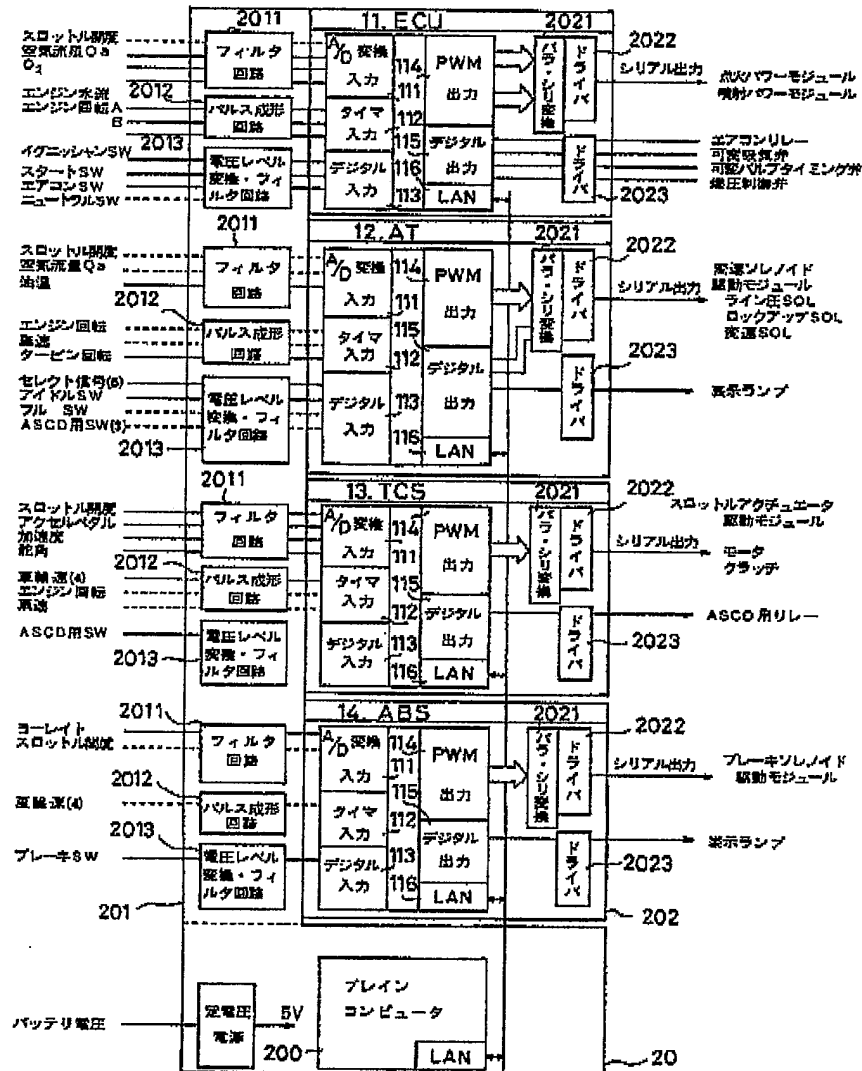 2011
11. ECU
2021
スロットル開度
空気流量Qa
O2
フィルタ
回路
A/D変換
入力
114
111
PWM
出力
パラ・シリ変換
ドライバ
2022
シリアル出力
点火パワーモジュール
噴射パワーモジュール
エンジン水温
エンジン回転A
B
2012
パルス成形
回路
タイマ
入力
112
115
デジタル
出力
ドライバ
エアコンリレー
可変吸気弁
可変バルブタイミング弁
2013
イグニッションSW
スタートSW
エアコンSW
ニュートラルSW
電圧レベル
変換・フィ
ルタ回路
デジタル
入力
116
113
LAN
2023
2011
12. AT
2021
スロットル開度
空気流量Qa
油温
フィルタ
回路
A/D変換
入力
114
111
PWM
出力
パラ・シリ変換
ドライバ
2022
シリアル出力
変速ソレノイド
駆動モジュール
ライン圧SOL
ロックアップSOL
変速SOL
2012
エンジン回転
車速
タービン回転
パルス成形
回路
タイマ
入力
115
112
デジタル
出力
ドライバ
2023
表示ランプ
セレクト信号(6)
アイドルSW
フル SW
ASCD用SW(3)
2013
電圧レベル
変換・フィ
ルタ回路
デジタル
入力
113
116
LAN
2011
13. TCS
2021
スロットル開度
アクセルペダル
加速度
舵角
フィルタ
回路
A/D変換
入力
114
111
PWM
出力
パラ・シリ変換
ドライバ
2022
スロットルアクチュエータ
駆動モジュール
シリアル出力
モータ
クラッチ
2012
車輪速(4)
エンジン回転
車速
パルス成形
回路
タイマ
入力
115
112
デジタル
出力
ドライバ
2023
ASCD用リレー
ASCD用SW
2013
電圧レベル
変換・フィ
ルタ回路
デジタル
入力
113
116
LAN
2011
14. ABS
2021
ヨーレイト
スロットル開度
フィルタ
回路
A/D変換
入力
114
111
PWM
出力
パラ・シリ変換
ドライバ
2022
シリアル出力
ブレーキソレノイド
駆動モジュール
2012
車輪速(4)
パルス成形
回路
タイマ
入力
115
112
デジタル
出力
ドライバ
2023
表示ランプ
2013
ブレーキSW
電圧レベル
変換・フィ
ルタ回路
デジタル
入力
113
116
LAN
201
202
バッテリ電圧
定電圧
電源
5V
ブレイン
コンピュータ
200
LAN
20